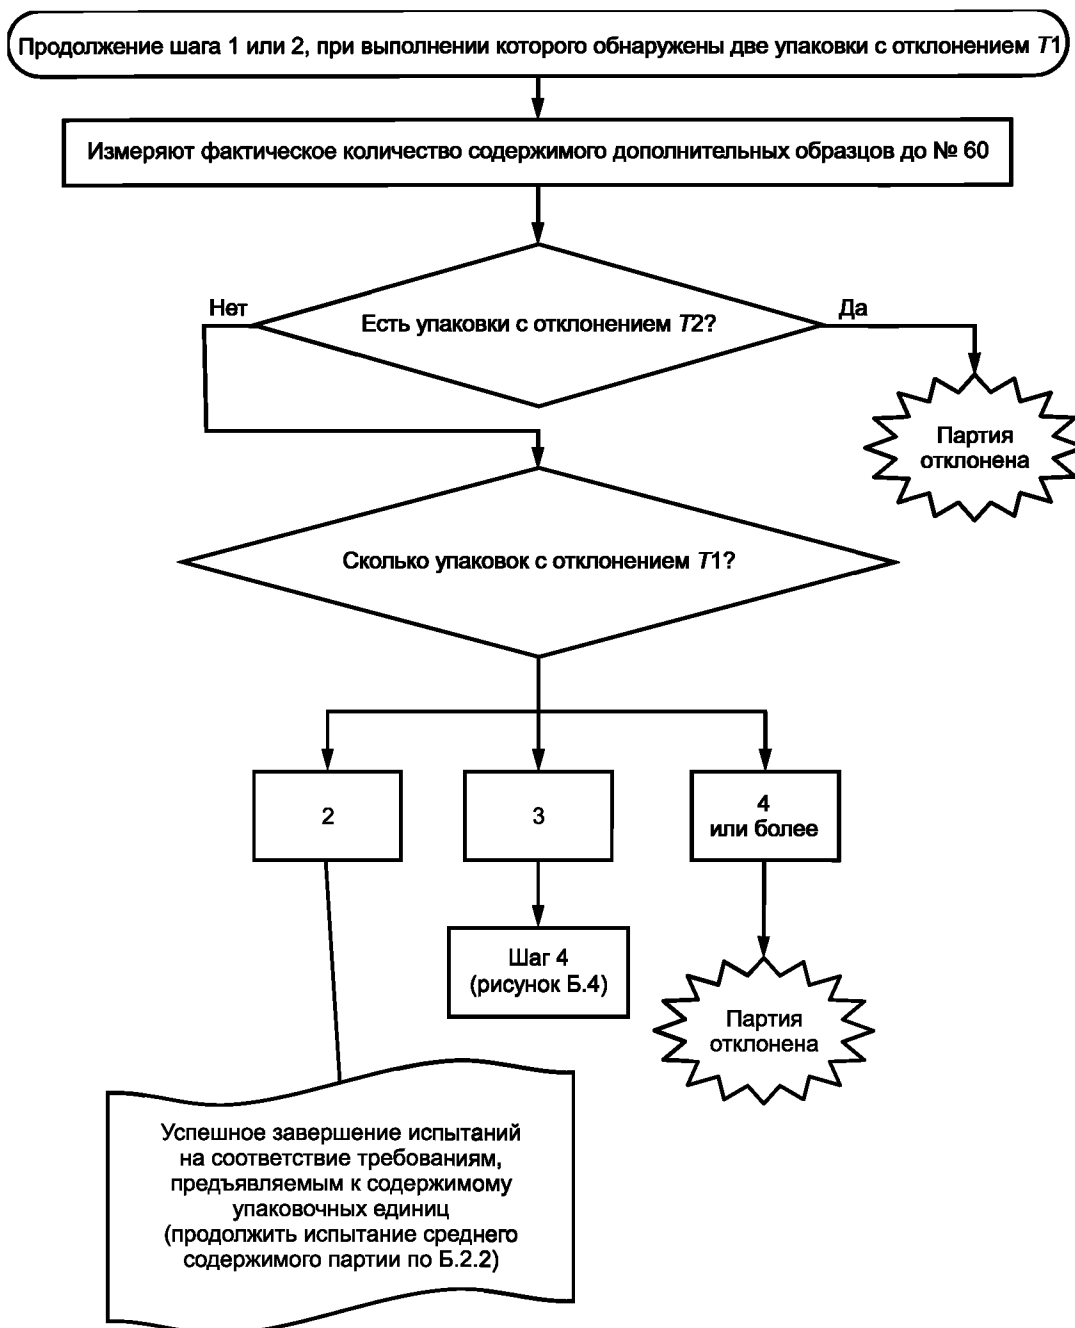 Продолжение шага 1 или 2, при выполнении которого обнаружены две упаковки с отклонением T1
Измеряют фактическое количество содержимого дополнительных образцов до № 60
Нет
Есть упаковки с отклонением T2?
Да
Партия
отклонена
Сколько упаковок с отклонением T1?
2
3
4
или более
Шаг 4
(рисунок Б.4)
Партия
отклонена
Успешное завершение испытаний
на соответствие требованиям,
предъявляемым к содержимому
упаковочных единиц
(продолжить испытание среднего
содержимого партии по Б.2.2)